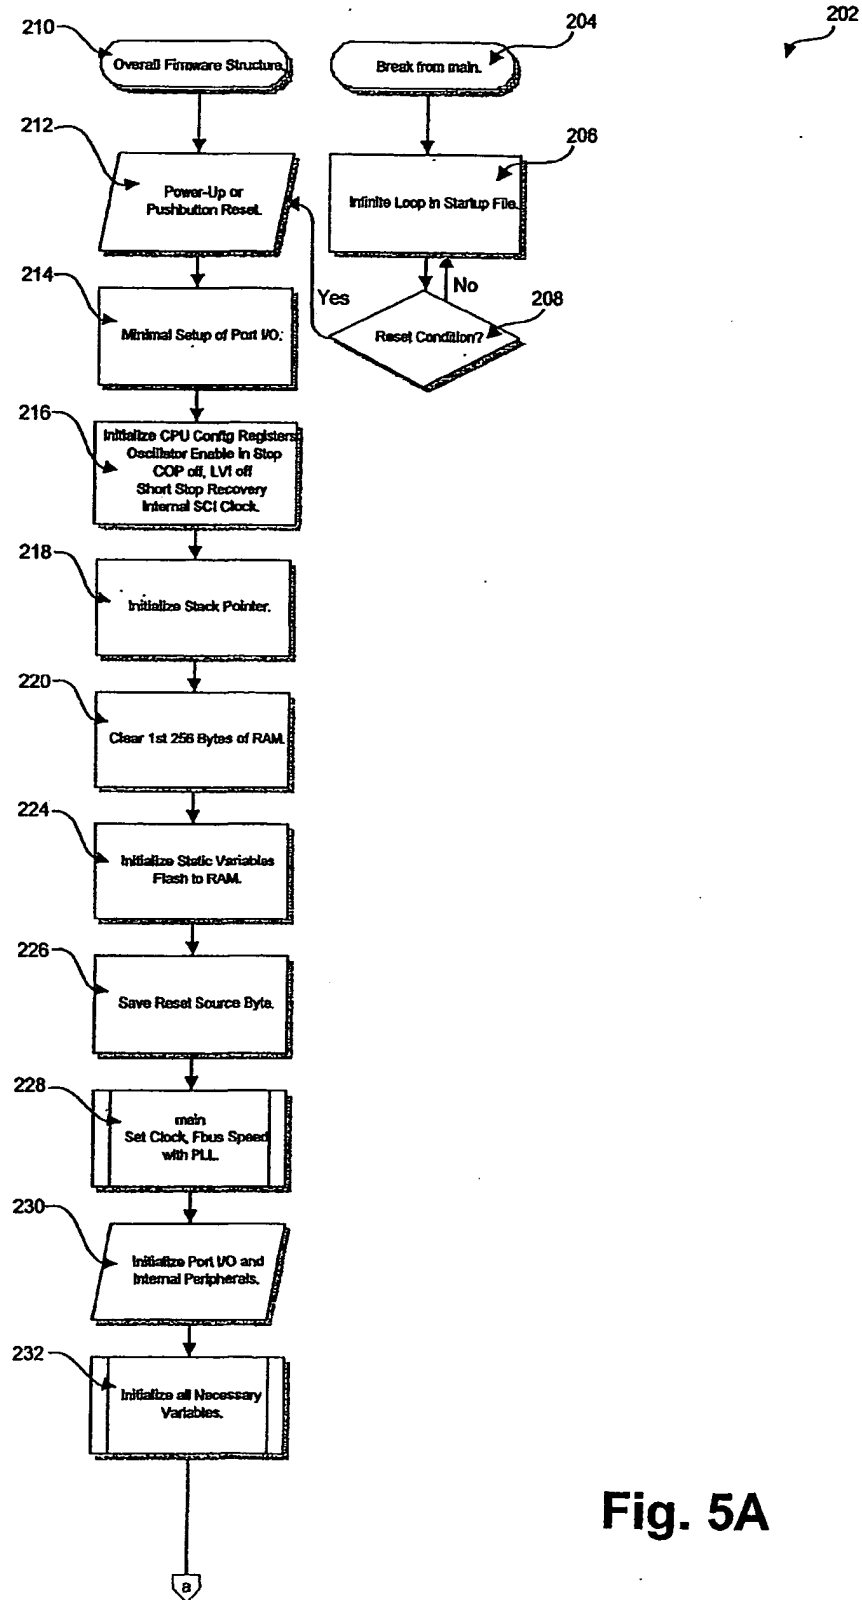 202
210
Overall Firmware Structure.
204
Break from main.
212
Power-Up or
Pushbutton Reset.
206
Infinite Loop in Startup File.
Yes
No
208
Reset Condition?
214
Minimal Setup of Port I/O.
216
Initialize CPU Config Registers
Oscillator Enable in Stop
COP off, LVI off
Short Stop Recovery
Internal SCI Clock.
218
Initialize Stack Pointer.
220
Clear 1st 256 Bytes of RAM.
224
Initialize Static Variables
Flash to RAM.
226
Save Reset Source Byte.
228
main
Set Clock, Fbus Speed
with PLL.
230
Initialize Port I/O and
Internal Peripherals.
232
Initialize all Necessary
Variables.
a
Fig. 5A